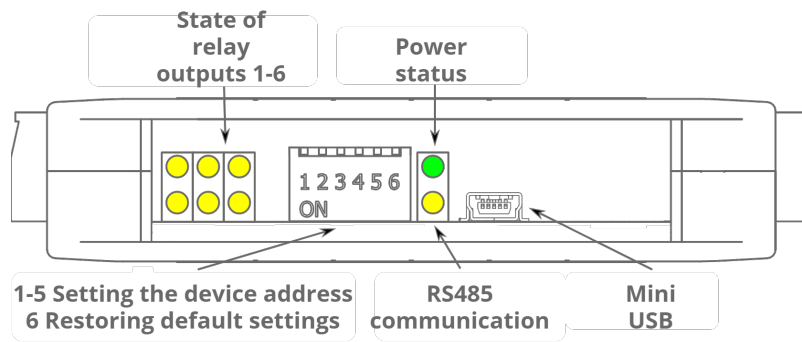 State of
relay
outputs 1-6
Power
status
1 2 3 4 5 6
ON
1-5 Setting the device address
6 Restoring default settings
RS485
communication
Mini
USB